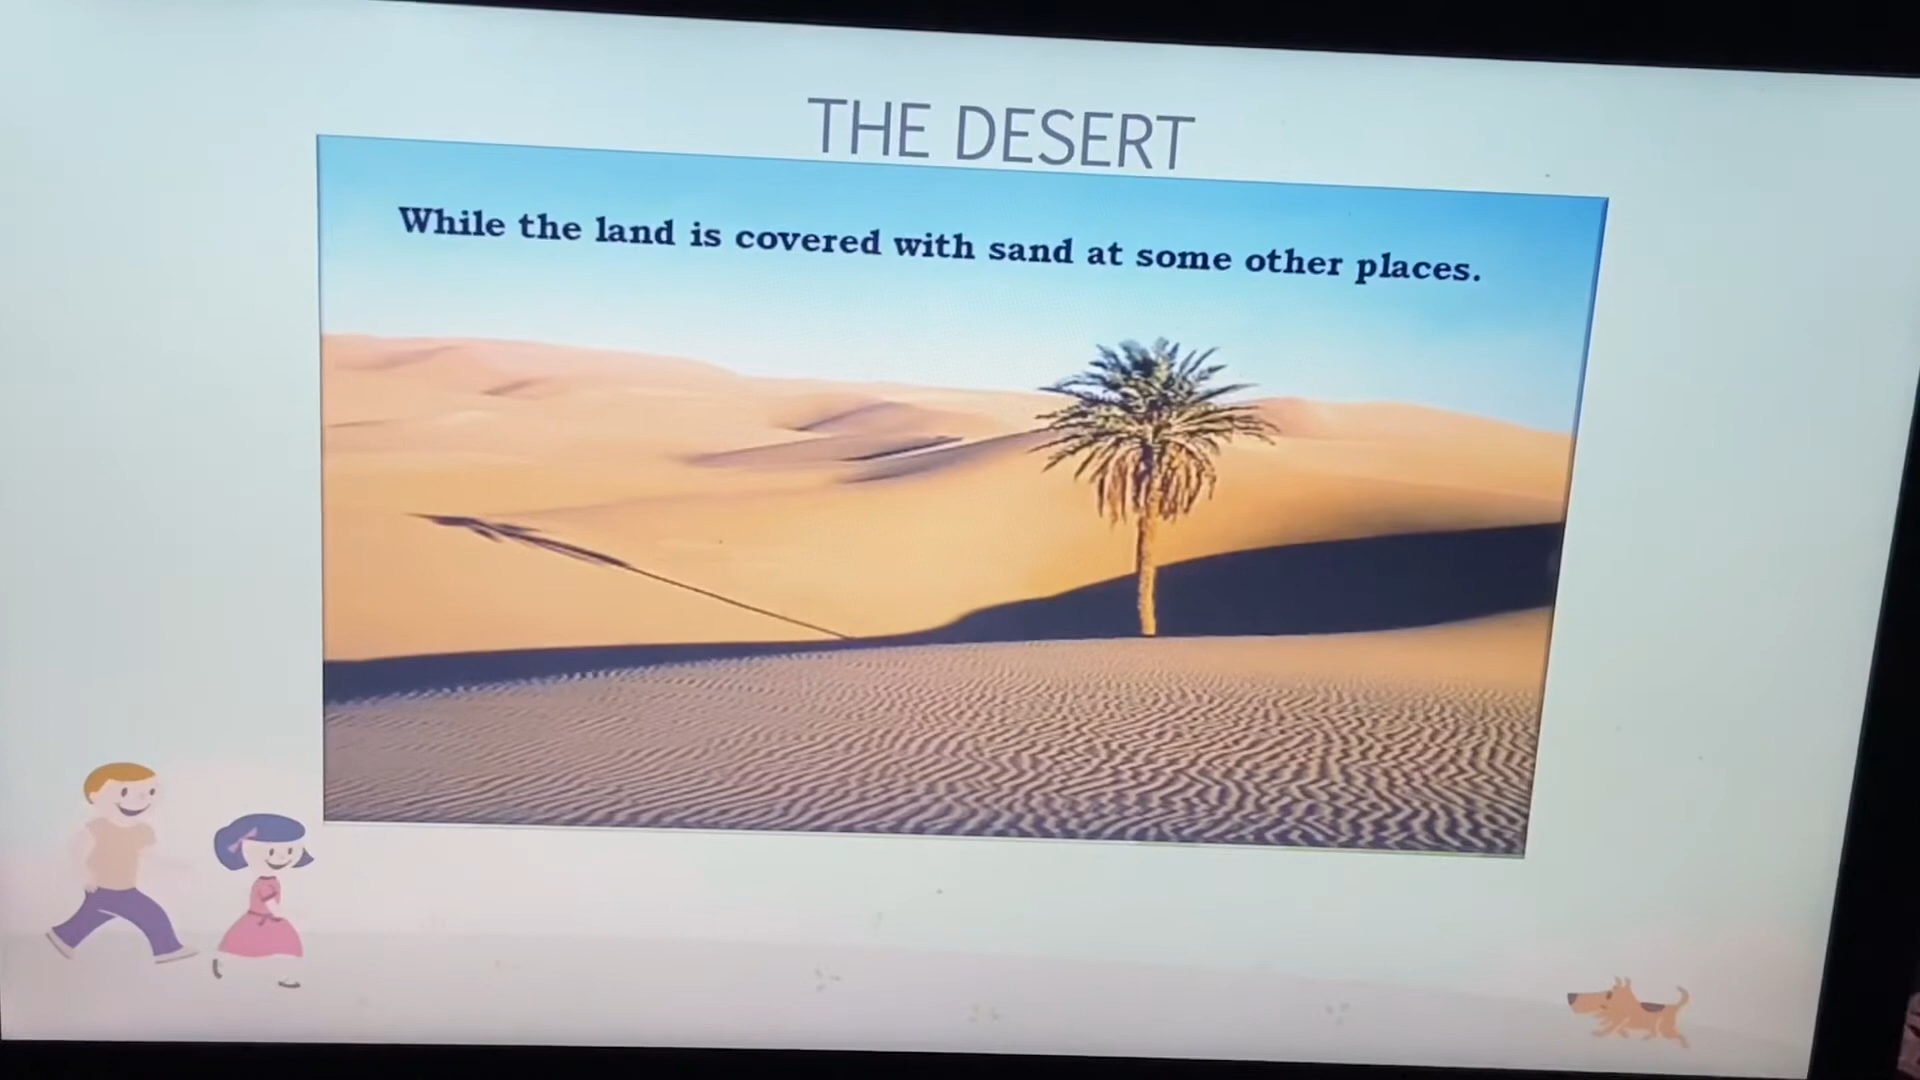 THE DESERT
While the land is covered with sand at some other places.